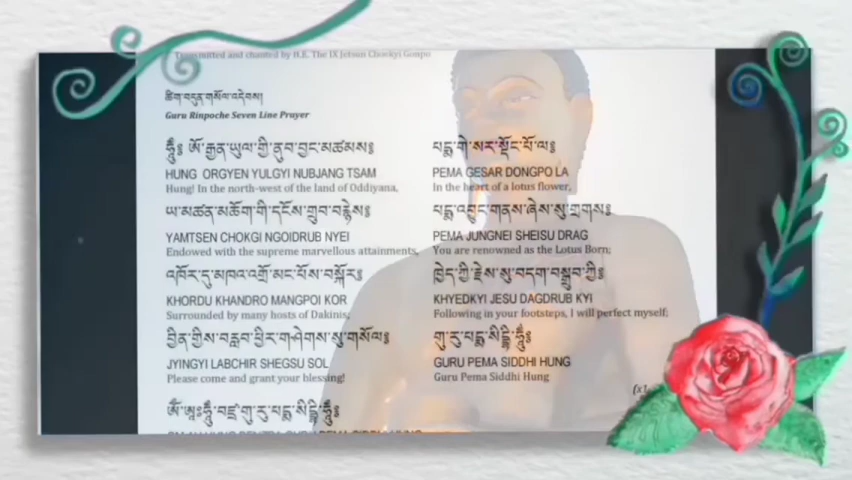 Transmitted and chanted by H.E. The IX Jetsun Choekyi Gonpo
ཚིག་བདུན་གསོལ་འདེབས།
Guru Rinpoche Seven Line Prayer
ཧཱུྃ༔ ཨོ་རྒྱན་ཡུལ་གྱི་ནུབ་བྱང་མཚམས༔
HUNG ORGYEN YULGYI NUBJANG TSAM
Hung! In the north-west of the land of Oddiyana,
ཡ་མཚན་མཆོག་གི་དངོས་གྲུབ་བརྙེས༔
YAMTSEN CHOKGI NGOIDRUB NYEI
Endowed with the supreme marvellous attainments,
འཁོར་དུ་མཁའ་འགྲོ་མང་པོས་བསྐོར༔
KHORDU KHANDRO MANGPOI KOR
Surrounded by many hosts of Dakinis,
བྱིན་གྱིས་བརླབ་ཕྱིར་གཤེགས་སུ་གསོལ༔
JYINGYI LABCHIR SHEGSU SOL
Please come and grant your blessing!
ཨོཾ་ཨཱཿཧཱུྃ༔བཛྲ་གུ་རུ་པདྨ་སིདྡྷི་ཧཱུྃ༔
པདྨ་གེ་སར་སྡོང་པོ་ལ༔
PEMA GESAR DONGPO LA
In the heart of a lotus flower,
པདྨ་འབྱུང་གནས་ཞེས་སུ་གྲགས༔
PEMA JUNGNEI SHEISU DRAG
You are renowned as the Lotus Born;
ཁྱེད་ཀྱི་རྗེས་སུ་བདག་བསྒྲུབ་ཀྱི༔
KHYEDKYI JESU DAGDRUB KYI
Following in your footsteps, I will perfect myself;
གུ་རུ་པདྨ་སིདྡྷི་ཧཱུྃ༔
GURU PEMA SIDDHI HUNG
Guru Pema Siddhi Hung